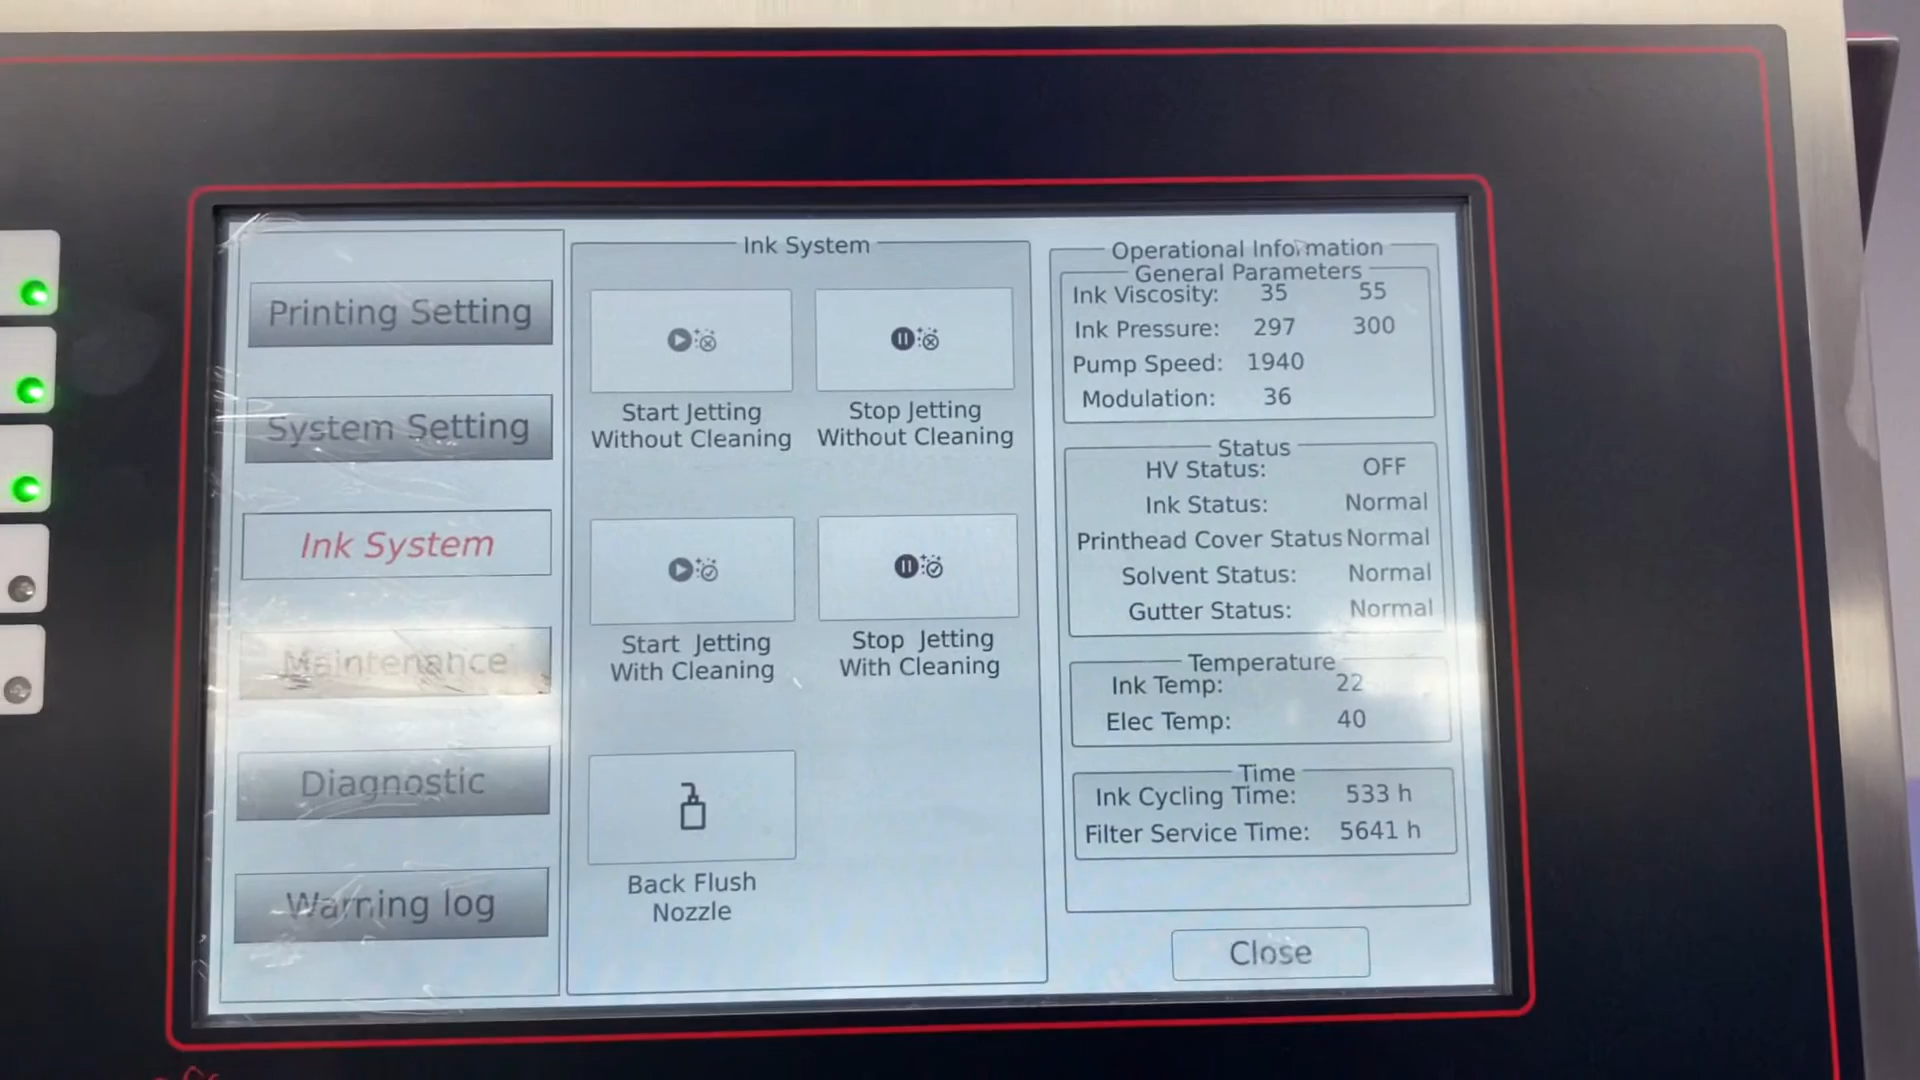 Printing Setting
System Setting
Ink System
Maintenance
Diagnostic
Warning log
Ink System
Start Jetting
Without Cleaning
Stop Jetting
Without Cleaning
Start Jetting
With Cleaning
Stop Jetting
With Cleaning
Back Flush
Nozzle
Operational Information
General Parameters
Ink Viscosity: 35 55
Ink Pressure: 297 300
Pump Speed: 1940
Modulation: 36
Status
HV Status: OFF
Ink Status: Normal
Printhead Cover Status Normal
Solvent Status: Normal
Gutter Status: Normal
Temperature
Ink Temp: 22
Elec Temp: 40
Time
Ink Cycling Time: 533 h
Filter Service Time: 5641 h
Close